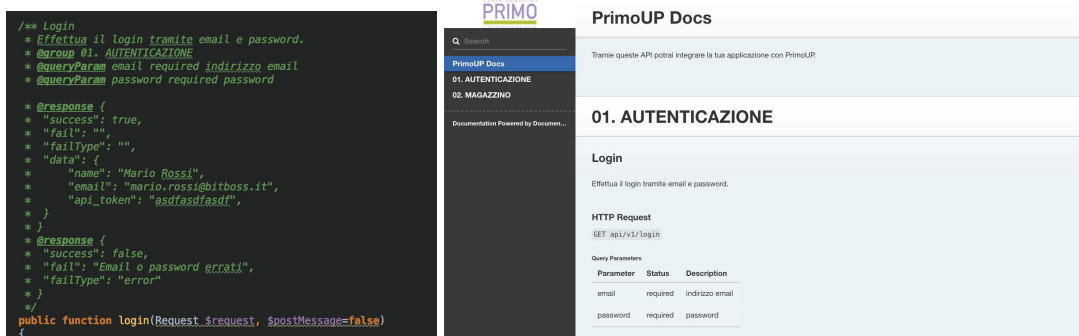 /** Login
* Effettua il login tramite email e password.
* @group 01. AUTENTICAZIONE
* @queryParam email required indirizzo email
* @queryParam password required password
* @response {
*  "success": true,
*  "fail": "",
*  "failType": "",
*  "data": {
*      "name": "Mario Rossi",
*      "email": "mario.rossi@bitboss.it",
*      "api_token": "asdfasdfasdf",
*  }
* }
* @response {
*  "success": false,
*  "fail": "Email o password errati",
*  "failType": "error"
* }
*/
public function login(Request $request, $postMessage=false)
{
PRIMO
Search
PrimoUP Docs
01. AUTENTICAZIONE
02. MAGAZZINO
Documentation Powered by Documen...
PrimoUP Docs
Tramie queste API potrai integrare la tua applicazione con PrimoUP.
01. AUTENTICAZIONE
Login
Effettua il login tramite email e password.
HTTP Request
GET api/v1/login
Query Parameters
Parameter Status Description
email required indirizzo email
password required password